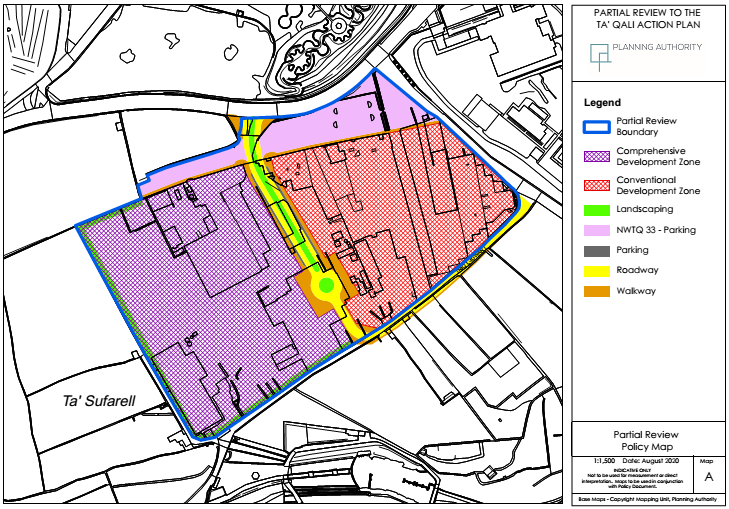 PARTIAL REVIEW TO THE
TA' QALI ACTION PLAN
PLANNING AUTHORITY
Legend
Partial Review
Boundary
Comprehensive
Development Zone
Conventional
Development Zone
Landscaping
NWTQ 33 - Parking
Parking
Roadway
Walkway
Ta' Sufarell
Partial Review
Policy Map
1:1,500 Date: August 2020
Map
INDICATIVE ONLY
Not to be used for measurement or direct
interpretation. Maps to be used in conjunction
with Policy Document.
A
Base Maps - Copyright Mapping Unit, Planning Authority